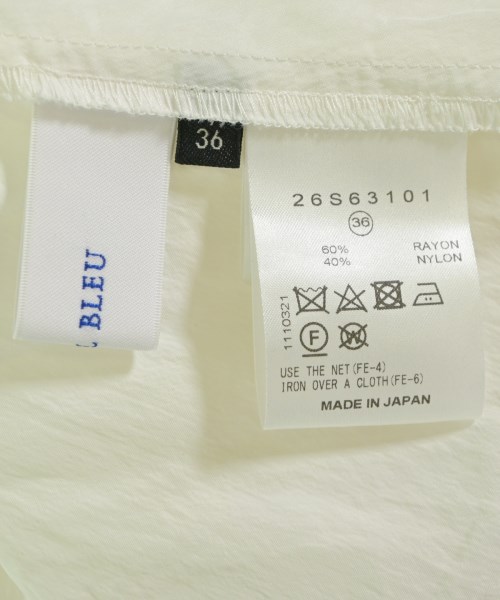 BLEU
36
26S63101
36
60% RAYON
40% NYLON
1110321
F
W
USE THE NET(FE-4)
IRON OVER A CLOTH(FE-6)
MADE IN JAPAN